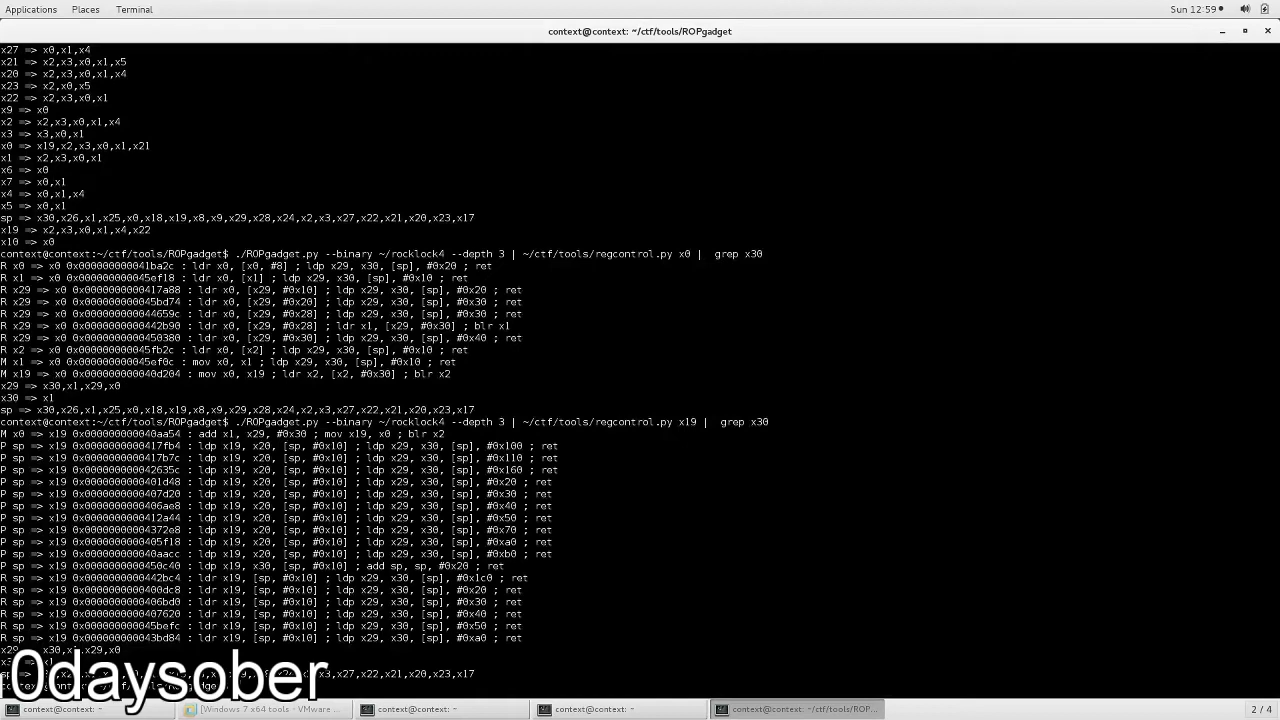 Applications Places Terminal Sun 12:59
context@context: ~/ctf/tools/ROPgadget
x27 => x0,x1,x4
x21 => x2,x3,x0,x1,x5
x20 => x2,x3,x0,x1,x4
x23 => x2,x0,x5
x22 => x2,x3,x0,x1
x9 => x0
x2 => x2,x3,x0,x1,x4
x3 => x3,x0,x1
x0 => x19,x2,x3,x0,x1,x21
x1 => x2,x3,x0,x1
x6 => x0
x7 => x0,x1
x4 => x0,x1,x4
x5 => x0,x1
sp => x30,x26,x1,x25,x0,x18,x19,x8,x9,x29,x28,x24,x2,x3,x27,x22,x21,x20,x23,x17
x19 => x2,x3,x0,x1,x4,x22
x10 => x0
context@context:~/ctf/tools/ROPgadget$ ./ROPgadget.py --binary ~/rocklock4 --depth 3 | ~/ctf/tools/regcontrol.py x0 | grep x30
R x0 => x0 0x000000000041ba2c : ldr x0, [x0, #8] ; ldp x29, x30, [sp], #0x20 ; ret
R x1 => x0 0x000000000045ef18 : ldr x0, [x1] ; ldp x29, x30, [sp], #0x10 ; ret
R x29 => x0 0x0000000000417a88 : ldr x0, [x29, #0x10] ; ldp x29, x30, [sp], #0x20 ; ret
R x29 => x0 0x000000000045bd74 : ldr x0, [x29, #0x20] ; ldp x29, x30, [sp], #0x30 ; ret
R x29 => x0 0x000000000044659c : ldr x0, [x29, #0x28] ; ldp x29, x30, [sp], #0x30 ; ret
R x29 => x0 0x0000000000442b90 : ldr x0, [x29, #0x28] ; ldr x1, [x29, #0x30] ; blr x1
R x29 => x0 0x0000000000450380 : ldr x0, [x29, #0x30] ; ldp x29, x30, [sp], #0x40 ; ret
R x2 => x0 0x000000000045fb2c : ldr x0, [x2] ; ldp x29, x30, [sp], #0x10 ; ret
M x1 => x0 0x000000000045ef0c : mov x0, x1 ; ldp x29, x30, [sp], #0x10 ; ret
M x19 => x0 0x000000000040d204 : mov x0, x19 ; ldr x2, [x2, #0x30] ; blr x2
x29 => x30,x1,x29,x0
x30 => x1
sp => x30,x26,x1,x25,x0,x18,x19,x8,x9,x29,x28,x24,x2,x3,x27,x22,x21,x20,x23,x17
context@context:~/ctf/tools/ROPgadget$ ./ROPgadget.py --binary ~/rocklock4 --depth 3 | ~/ctf/tools/regcontrol.py x19 | grep x30
M x0 => x19 0x000000000040aa54 : add x1, x29, #0x30 ; mov x19, x0 ; blr x2
P sp => x19 0x0000000000417fb4 : ldp x19, x20, [sp, #0x10] ; ldp x29, x30, [sp], #0x100 ; ret
P sp => x19 0x0000000000417b7c : ldp x19, x20, [sp, #0x10] ; ldp x29, x30, [sp], #0x110 ; ret
P sp => x19 0x000000000042635c : ldp x19, x20, [sp, #0x10] ; ldp x29, x30, [sp], #0x160 ; ret
P sp => x19 0x0000000000401d48 : ldp x19, x20, [sp, #0x10] ; ldp x29, x30, [sp], #0x20 ; ret
P sp => x19 0x0000000000407d20 : ldp x19, x20, [sp, #0x10] ; ldp x29, x30, [sp], #0x30 ; ret
P sp => x19 0x0000000000406ae8 : ldp x19, x20, [sp, #0x10] ; ldp x29, x30, [sp], #0x40 ; ret
P sp => x19 0x0000000000412a44 : ldp x19, x20, [sp, #0x10] ; ldp x29, x30, [sp], #0x50 ; ret
P sp => x19 0x00000000004372e8 : ldp x19, x20, [sp, #0x10] ; ldp x29, x30, [sp], #0x70 ; ret
P sp => x19 0x0000000000405f18 : ldp x19, x20, [sp, #0x10] ; ldp x29, x30, [sp], #0xa0 ; ret
P sp => x19 0x000000000040aacc : ldp x19, x20, [sp, #0x10] ; ldp x29, x30, [sp], #0xb0 ; ret
P sp => x19 0x0000000000450c40 : ldp x19, x30, [sp, #0x10] ; add sp, sp, #0x20 ; ret
R sp => x19 0x0000000000442bc4 : ldr x19, [sp, #0x10] ; ldp x29, x30, [sp], #0x1c0 ; ret
R sp => x19 0x0000000000400dc8 : ldr x19, [sp, #0x10] ; ldp x29, x30, [sp], #0x20 ; ret
R sp => x19 0x0000000000406bd0 : ldr x19, [sp, #0x10] ; ldp x29, x30, [sp], #0x30 ; ret
R sp => x19 0x0000000000407620 : ldr x19, [sp, #0x10] ; ldp x29, x30, [sp], #0x40 ; ret
R sp => x19 0x000000000045befc : ldr x19, [sp, #0x10] ; ldp x29, x30, [sp], #0x50 ; ret
R sp => x19 0x000000000043bd84 : ldr x19, [sp, #0x10] ; ldp x29, x30, [sp], #0xa0 ; ret
x29 => x30,x1,x29,x0
x3,x27,x22,x21,x20,x23,x17
0daysober
context@context: ~ [Windows 7 x64 tools - VMware ... context@context: ~ context@context: ~ context@context: ~/ctf/tools/ROP... 2 / 4